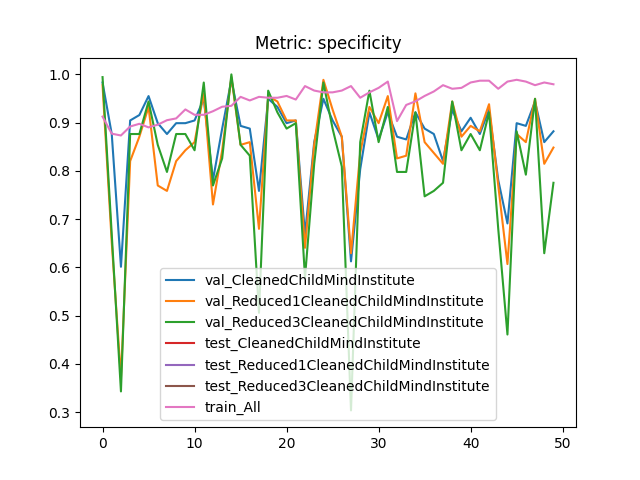 Metric: specificity
1.0
0.9
0.8
0.7
0.6
0.5
0.4
0.3
val_CleanedChildMindInstitute
val_Reduced1CleanedChildMindInstitute
val_Reduced3CleanedChildMindInstitute
test_CleanedChildMindInstitute
test_Reduced1CleanedChildMindInstitute
test_Reduced3CleanedChildMindInstitute
train_All
0 10 20 30 40 50